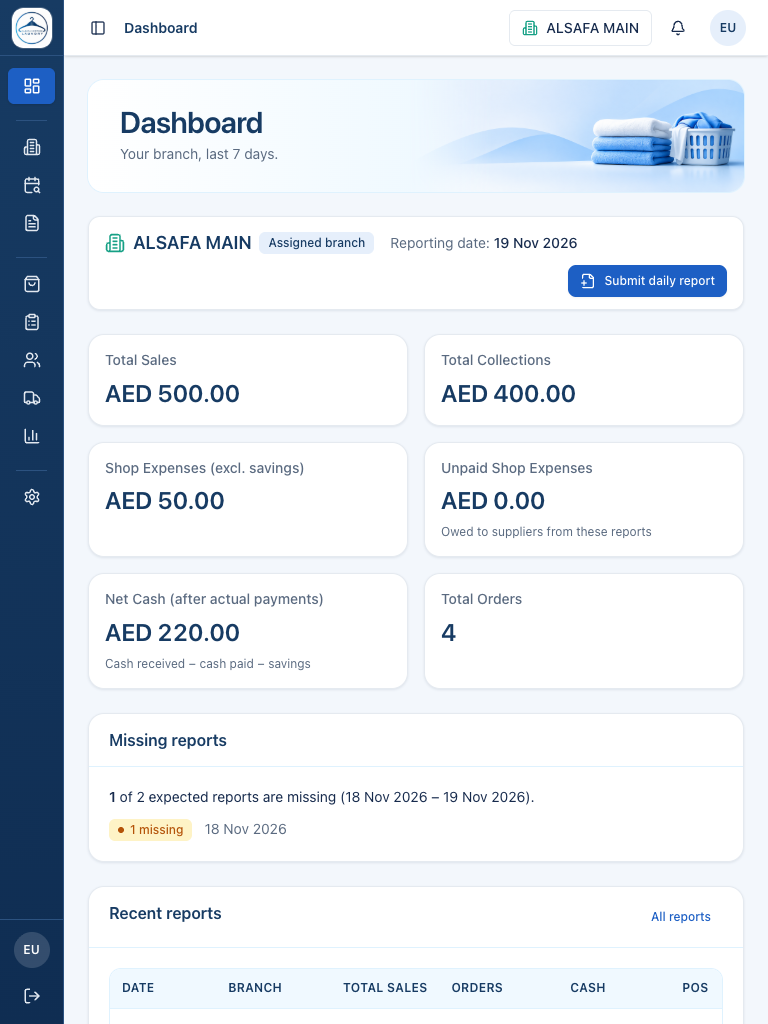 Dashboard
ALSAFA MAIN
EU
Dashboard
Your branch, last 7 days.
ALSAFA MAIN
Assigned branch
Reporting date: 19 Nov 2026
Submit daily report
Total Sales
AED 500.00
Total Collections
AED 400.00
Shop Expenses (excl. savings)
AED 50.00
Unpaid Shop Expenses
AED 0.00
Owed to suppliers from these reports
Net Cash (after actual payments)
AED 220.00
Cash received – cash paid – savings
Total Orders
4
Missing reports
1 of 2 expected reports are missing (18 Nov 2026 – 19 Nov 2026).
1 missing
18 Nov 2026
Recent reports
All reports
DATE BRANCH TOTAL SALES ORDERS CASH POS
EU